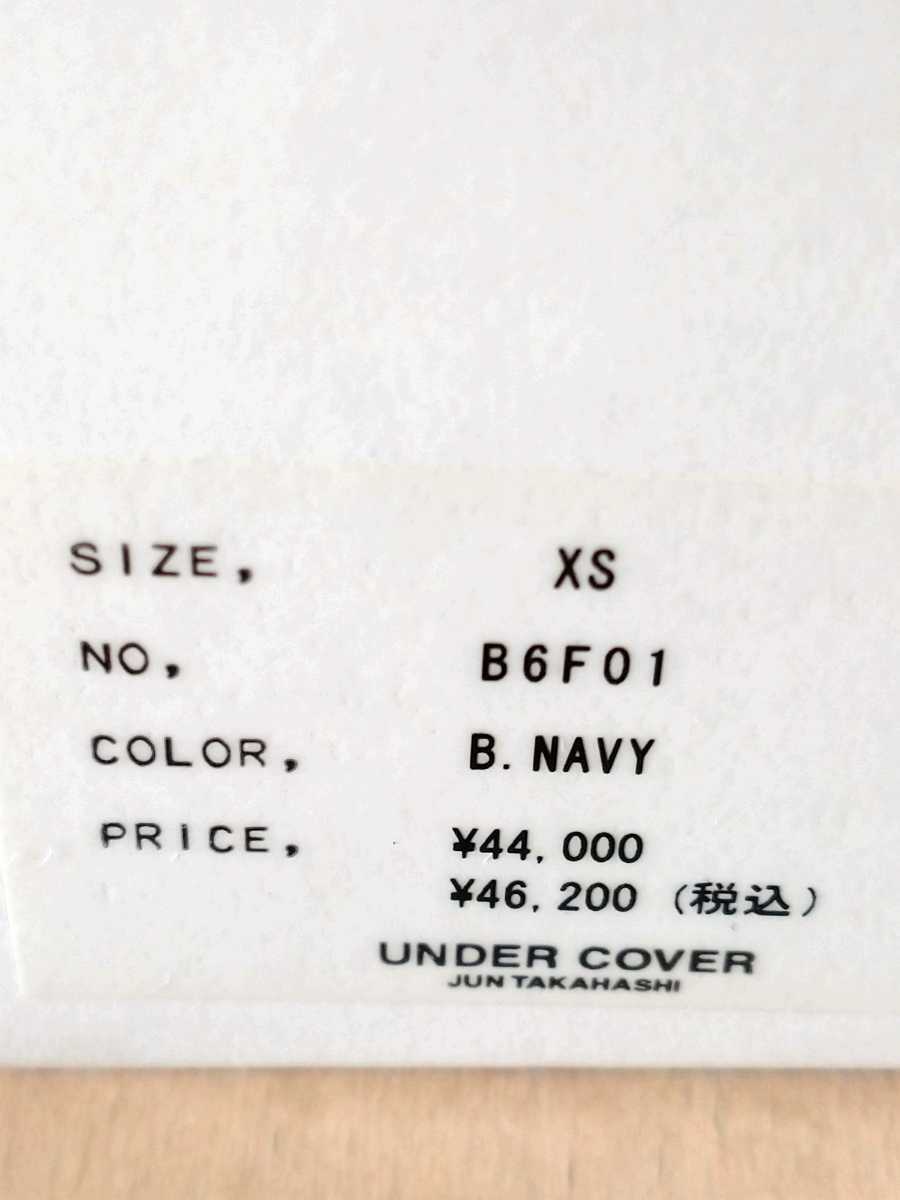 SIZE, XS
NO, B6F01
COLOR, B. NAVY
PRICE, ¥44, 000
¥46, 200 (税込)
UNDER COVER
JUN TAKAHASHI